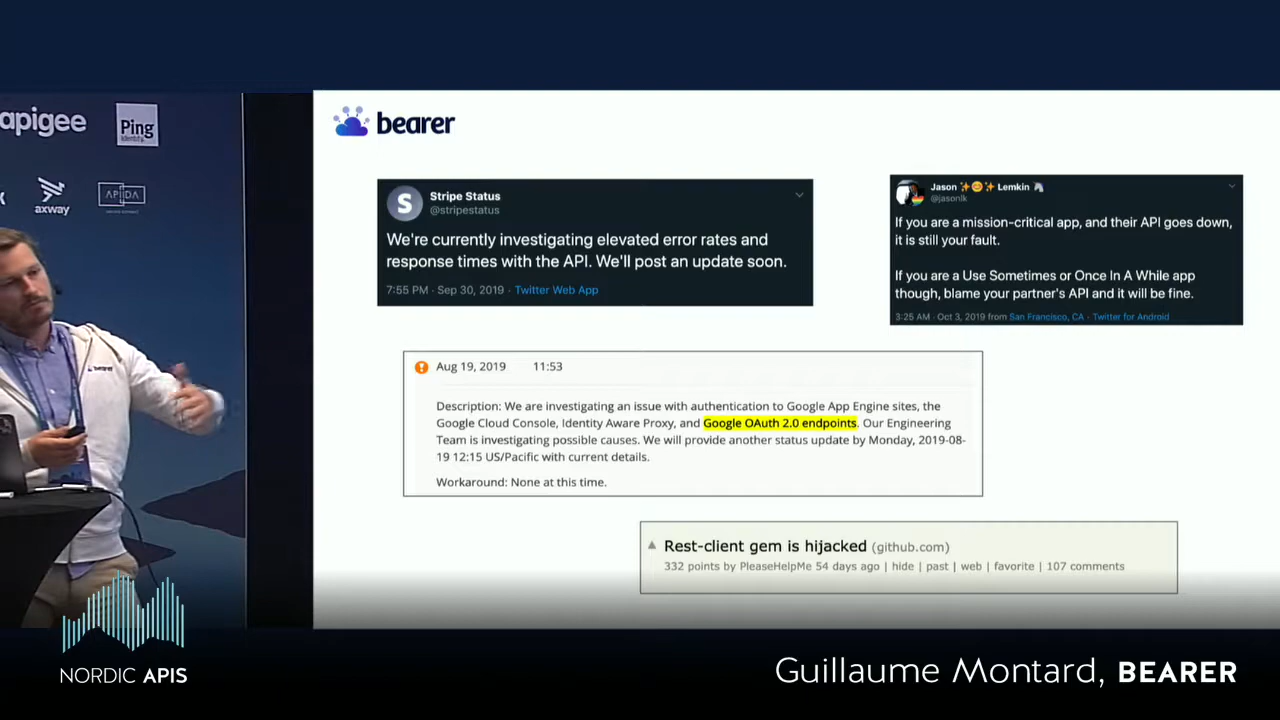 apigee
Ping
Identity
axway
bearer
bearer
S
Stripe Status
@stripestatus
We're currently investigating elevated error rates and
response times with the API. We'll post an update soon.
7:55 PM · Sep 30, 2019 · Twitter Web App
Jason ✨😊✨ Lemkin 🦄
@jasonlk
If you are a mission-critical app, and their API goes down,
it is still your fault.
If you are a Use Sometimes or Once In A While app
though, blame your partner's API and it will be fine.
3:25 AM · Oct 3, 2019 from San Francisco, CA · Twitter for Android
Aug 19, 2019 11:53
Description: We are investigating an issue with authentication to Google App Engine sites, the
Google Cloud Console, Identity Aware Proxy, and Google OAuth 2.0 endpoints. Our Engineering
Team is investigating possible causes. We will provide another status update by Monday, 2019-08-
19 12:15 US/Pacific with current details.
Workaround: None at this time.
Rest-client gem is hijacked (github.com)
332 points by PleaseHelpMe 54 days ago | hide | past | web | favorite | 107 comments
NORDIC APIS
Guillaume Montard, BEARER